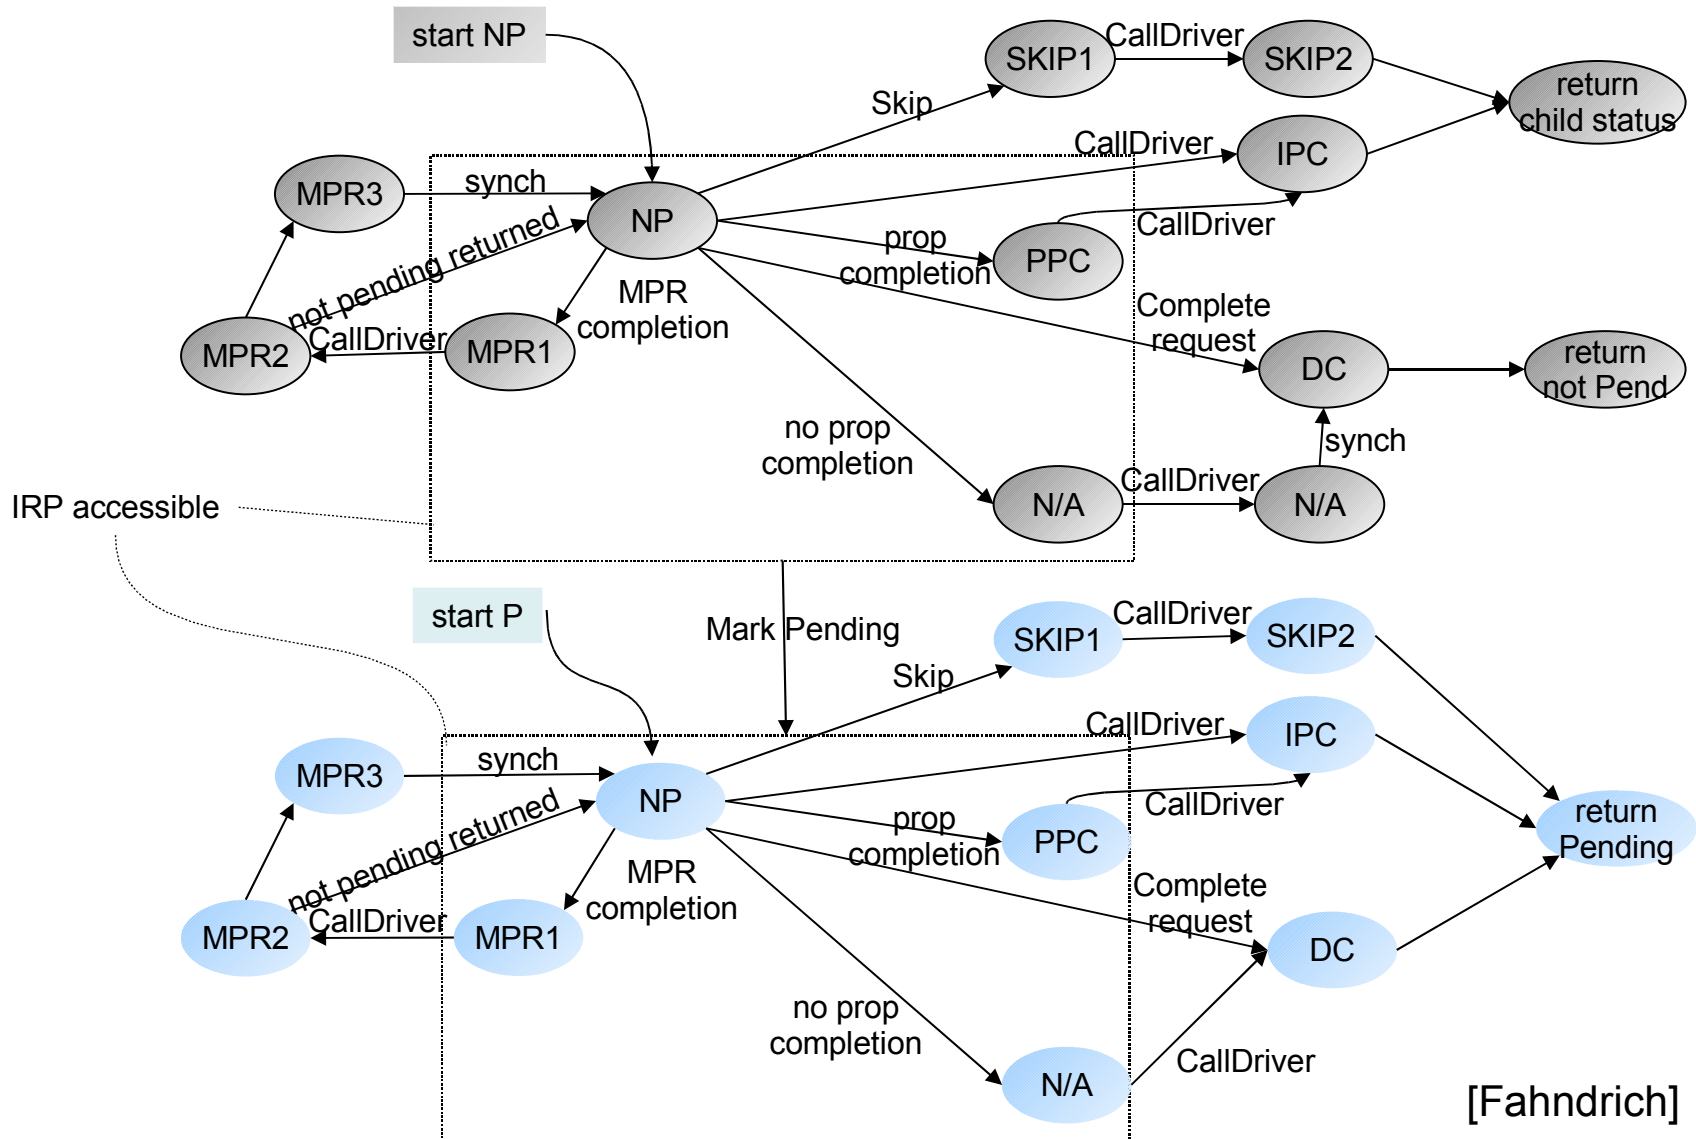 start NP
SKIP1
CallDriver
SKIP2
return
child status
Skip
CallDriver
IPC
MPR3
synch
NP
not pending returned
prop
completion
PPC
CallDriver
MPR
completion
Complete
request
MPR2
CallDriver
MPR1
DC
return
not Pend
no prop
completion
synch
N/A
CallDriver
N/A
IRP accessible
start P
Mark Pending
SKIP1
CallDriver
SKIP2
Skip
CallDriver
IPC
MPR3
synch
NP
not pending returned
prop
completion
PPC
CallDriver
return
Pending
MPR
completion
Complete
request
MPR2
CallDriver
MPR1
DC
no prop
completion
N/A
CallDriver
[Fahndrich]